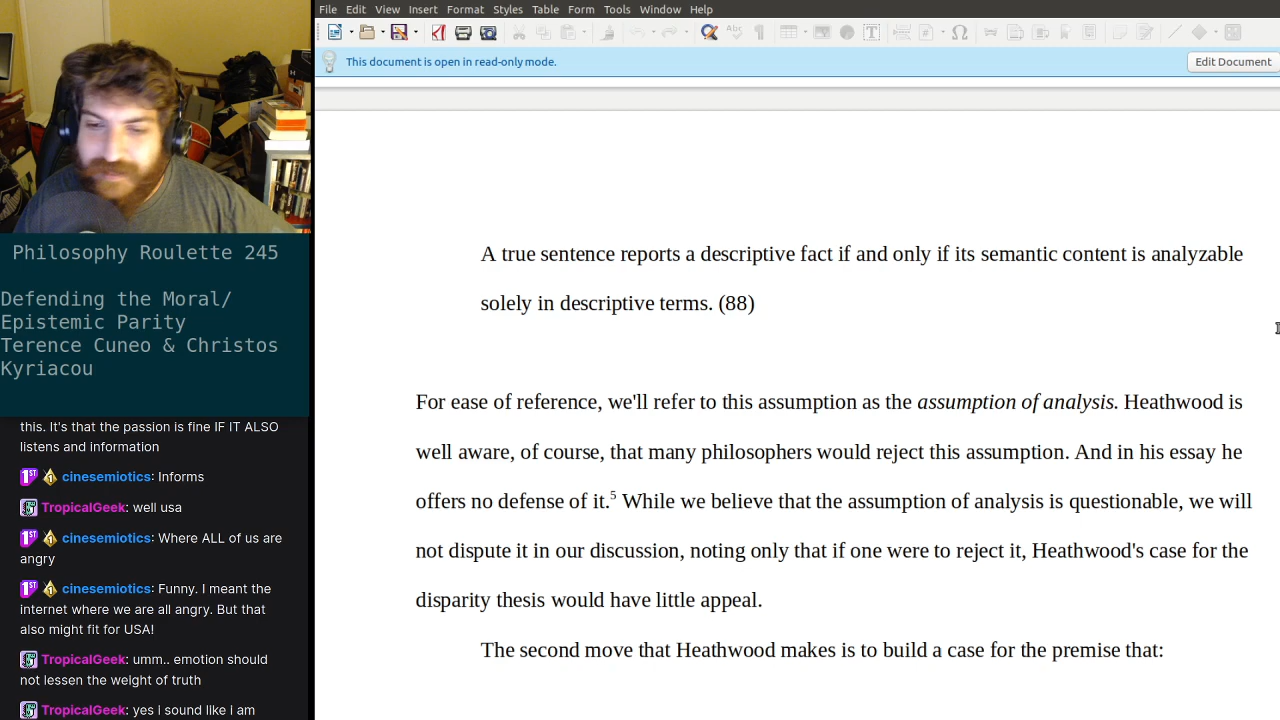 File Edit View Insert Format Styles Table Form Tools Window Help
This document is open in read-only mode.
Edit Document
A true sentence reports a descriptive fact if and only if its semantic content is analyzable
solely in descriptive terms. (88)
For ease of reference, we'll refer to this assumption as the assumption of analysis. Heathwood is
well aware, of course, that many philosophers would reject this assumption. And in his essay he
offers no defense of it.5 While we believe that the assumption of analysis is questionable, we will
not dispute it in our discussion, noting only that if one were to reject it, Heathwood's case for the
disparity thesis would have little appeal.
The second move that Heathwood makes is to build a case for the premise that:
Philosophy Roulette 245
Defending the Moral/
Epistemic Parity
Terence Cuneo & Christos
Kyriacou
this. It's that the passion is fine IF IT ALSO
listens and information
1ST 1 cinesemiotics: Informs
TropicalGeek: well usa
1ST 1 cinesemiotics: Where ALL of us are
angry
1ST 1 cinesemiotics: Funny. I meant the
internet where we are all angry. But that
also might fit for USA!
TropicalGeek: umm.. emotion should
not lessen the weight of truth
TropicalGeek: yes I sound like I am